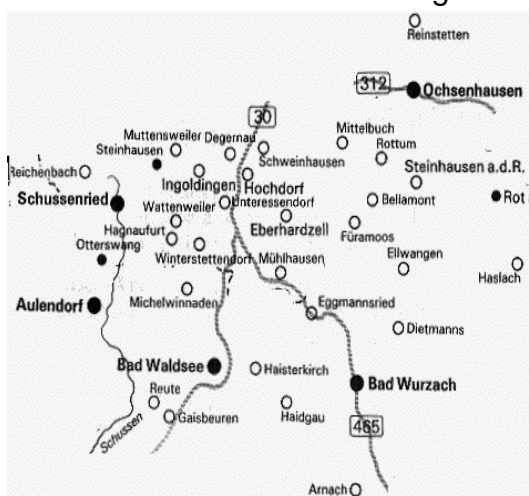 Reinstetten
312
Ochsenhausen
30
Muttensweiler
Degernau
Mittelbuch
Steinhausen
Schweinhausen
Rottum
Reichenbach
Ingoldingen
Hochdorf
Steinhausen a.d.R.
Schussenried
Wattenweiler
Unteressendorf
Bellamont
Rot
Hagnaufurt
Eberhardzell
Füramoos
Otterswang
Winterstettendorf
Mühlhausen
Ellwangen
Haslach
Aulendorf
Michelwinnaden
Eggmannsried
Dietmanns
Bad Waldsee
Haisterkirch
Bad Wurzach
Reute
Gaisbeuren
Haidgau
Schussen
465
Arnach